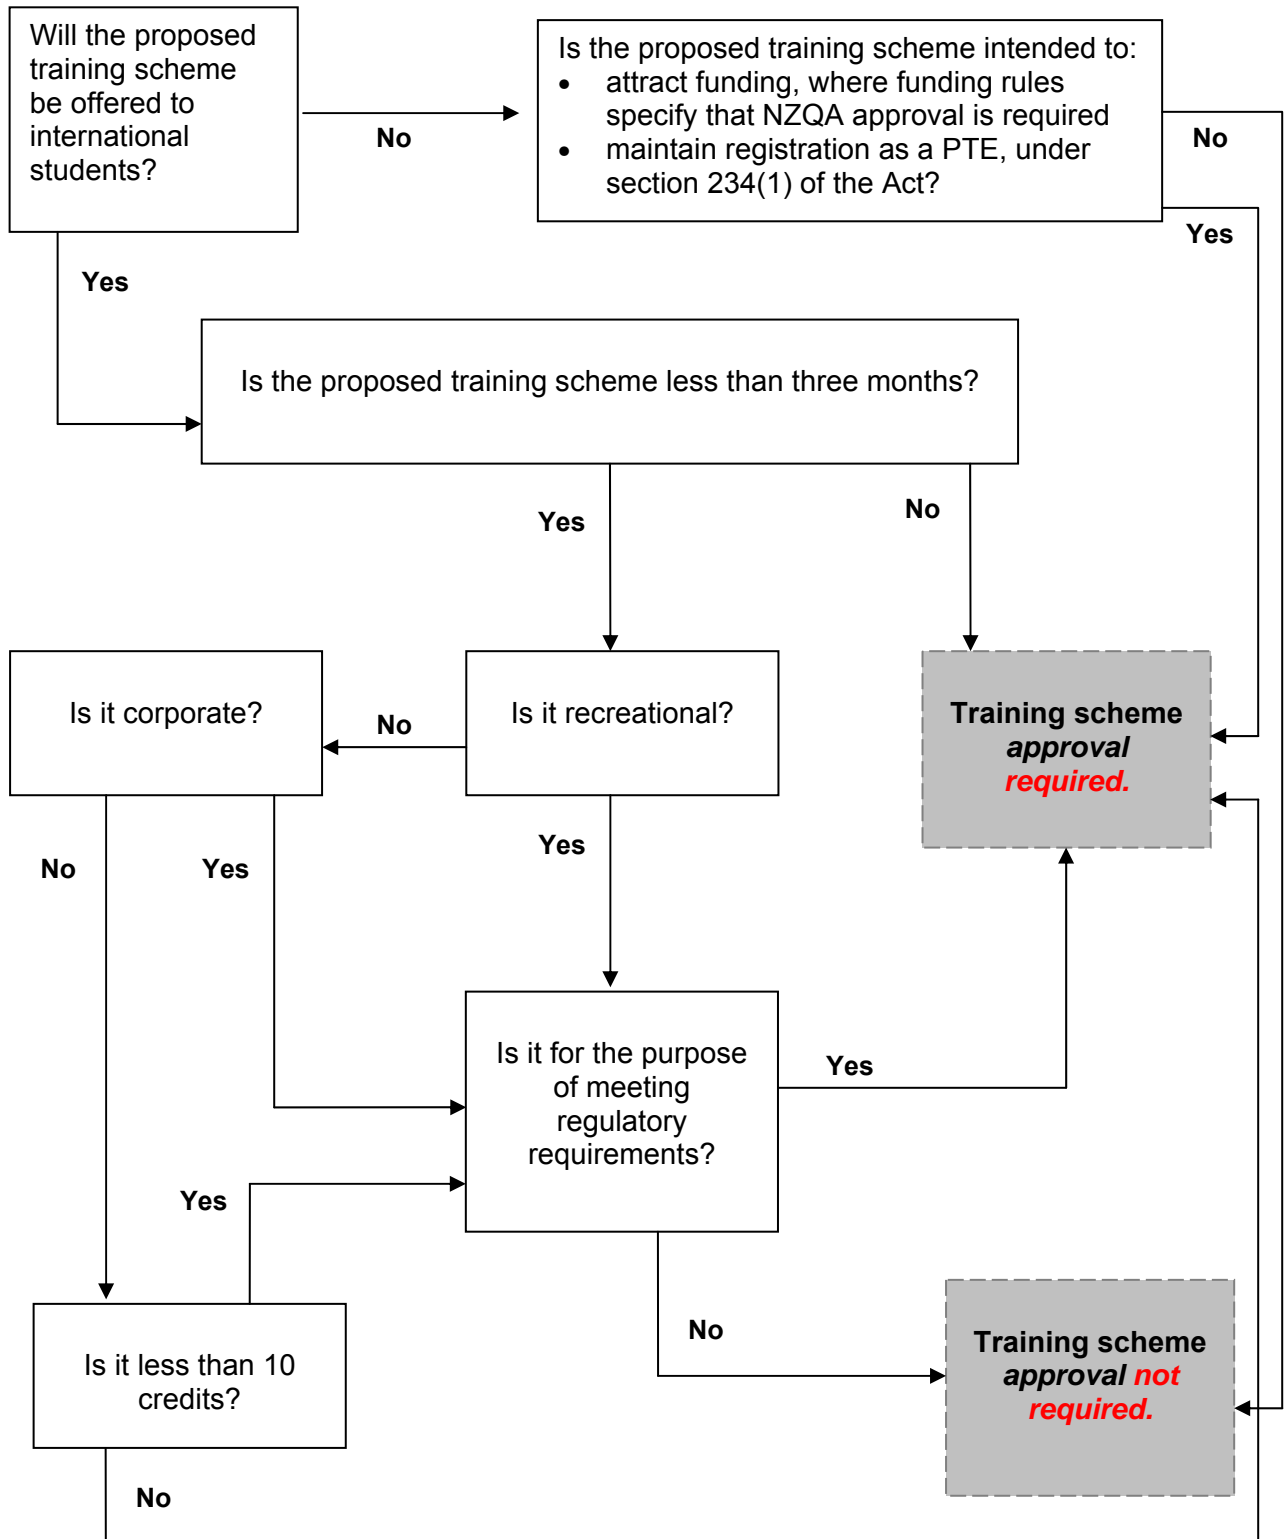 Will the proposed
training scheme
be offered to
international
students?
No
Is the proposed training scheme intended to:
• attract funding, where funding rules
specify that NZQA approval is required
• maintain registration as a PTE, under
section 234(1) of the Act?
No
Yes
Yes
Is the proposed training scheme less than three months?
Yes
No
Is it corporate?
No
Is it recreational?
Training scheme
approval
required.
No
Yes
Yes
Is it for the purpose
of meeting
regulatory
requirements?
Yes
Yes
Is it less than 10
credits?
No
Training scheme
approval not
required.
No